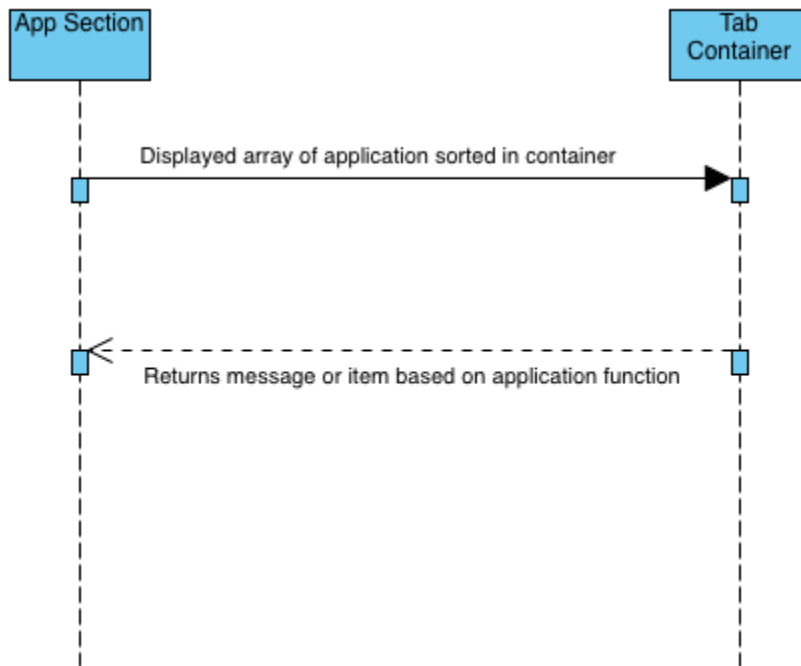 App Section
Tab
Container
Displayed array of application sorted in container
Returns message or item based on application function